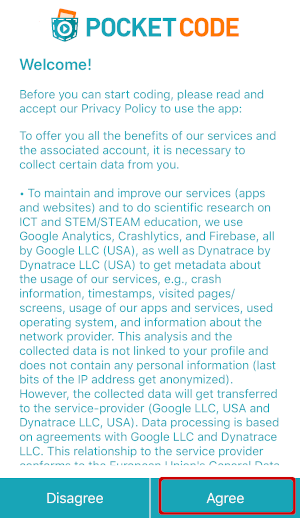 POCKET CODE
Welcome!
Before you can start coding, please read and
accept our Privacy Policy to use the app:
To offer you all the benefits of our services and
the associated account, it is necessary to
collect certain data from you.
• To maintain and improve our services (apps
and websites) and to do scientific research on
ICT and STEM/STEAM education, we use
Google Analytics, Crashlytics, and Firebase, all
by Google LLC (USA), as well as Dynatrace by
Dynatrace LLC (USA) to get metadata about
the usage of our services, e.g., crash
information, timestamps, visited pages/
screens, usage of our apps and services, used
operating system, and information about the
network provider. This analysis and the
collected data is not linked to your profile and
does not contain any personal information (last
bits of the IP address get anonymized).
However, the collected data will get transferred
to the service-provider (Google LLC, USA and
Dynatrace LLC, USA). Data processing is based
on agreements with Google LLC and Dynatrace
LLC. This relationship to the service provider
conforms to the European Union's General Data
Disagree
Agree